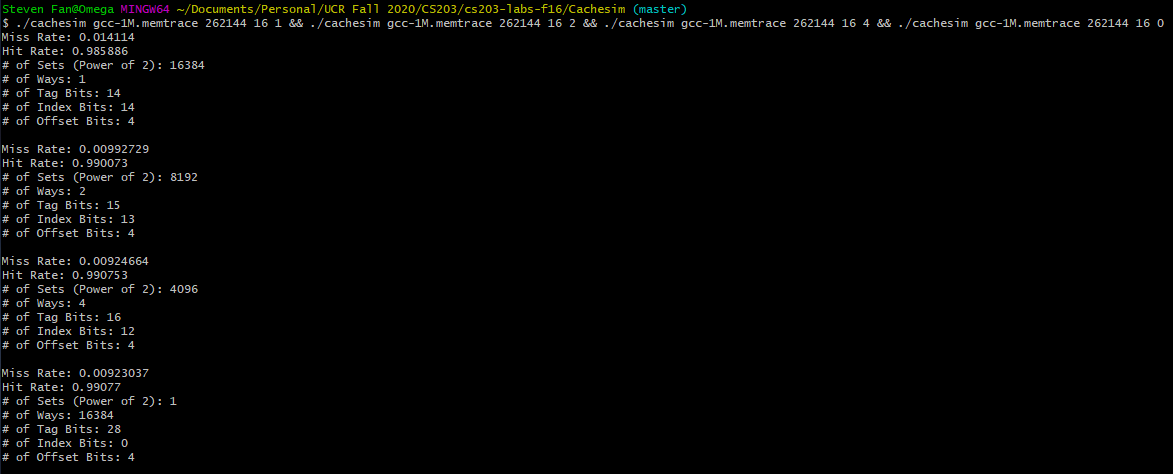 Steven Fan@Omega MINGW64 ~/Documents/Personal/UCR Fall 2020/CS203/cs203-labs-f16/Cachesim (master)
$ ./cachesim gcc-1M.memtrace 262144 16 1 && ./cachesim gcc-1M.memtrace 262144 16 2 && ./cachesim gcc-1M.memtrace 262144 16 4 && ./cachesim gcc-1M.memtrace 262144 16 0
Miss Rate: 0.014114
Hit Rate: 0.985886
# of Sets (Power of 2): 16384
# of Ways: 1
# of Tag Bits: 14
# of Index Bits: 14
# of Offset Bits: 4
Miss Rate: 0.00992729
Hit Rate: 0.990073
# of Sets (Power of 2): 8192
# of Ways: 2
# of Tag Bits: 15
# of Index Bits: 13
# of Offset Bits: 4
Miss Rate: 0.00924664
Hit Rate: 0.990753
# of Sets (Power of 2): 4096
# of Ways: 4
# of Tag Bits: 16
# of Index Bits: 12
# of Offset Bits: 4
Miss Rate: 0.00923037
Hit Rate: 0.99077
# of Sets (Power of 2): 1
# of Ways: 16384
# of Tag Bits: 28
# of Index Bits: 0
# of Offset Bits: 4